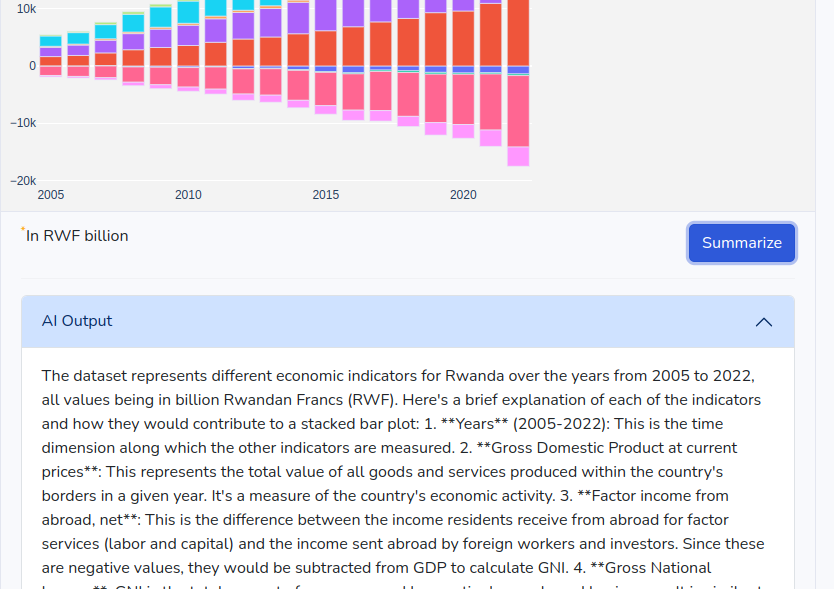 10k
0
−10k
−20k
2005
2010
2015
2020
*In RWF billion
Summarize
AI Output
The dataset represents different economic indicators for Rwanda over the years from 2005 to 2022,
all values being in billion Rwandan Francs (RWF). Here's a brief explanation of each of the indicators
and how they would contribute to a stacked bar plot: 1. **Years** (2005-2022): This is the time
dimension along which the other indicators are measured. 2. **Gross Domestic Product at current
prices**: This represents the total value of all goods and services produced within the country's
borders in a given year. It's a measure of the country's economic activity. 3. **Factor income from
abroad, net**: This is the difference between the income residents receive from abroad for factor
services (labor and capital) and the income sent abroad by foreign workers and investors. Since these
are negative values, they would be subtracted from GDP to calculate GNI. 4. **Gross National